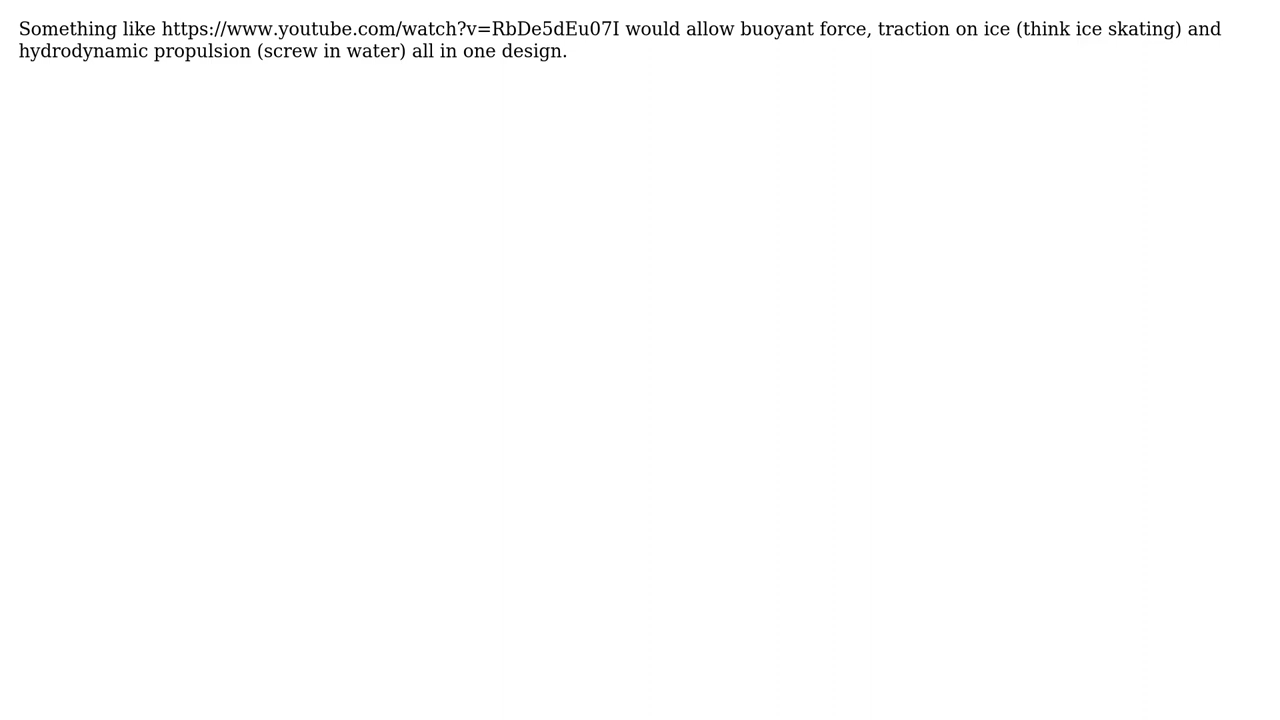 Something like https://www.youtube.com/watch?v=RbDe5dEu07I would allow buoyant force, traction on ice (think ice skating) and
hydrodynamic propulsion (screw in water) all in one design.